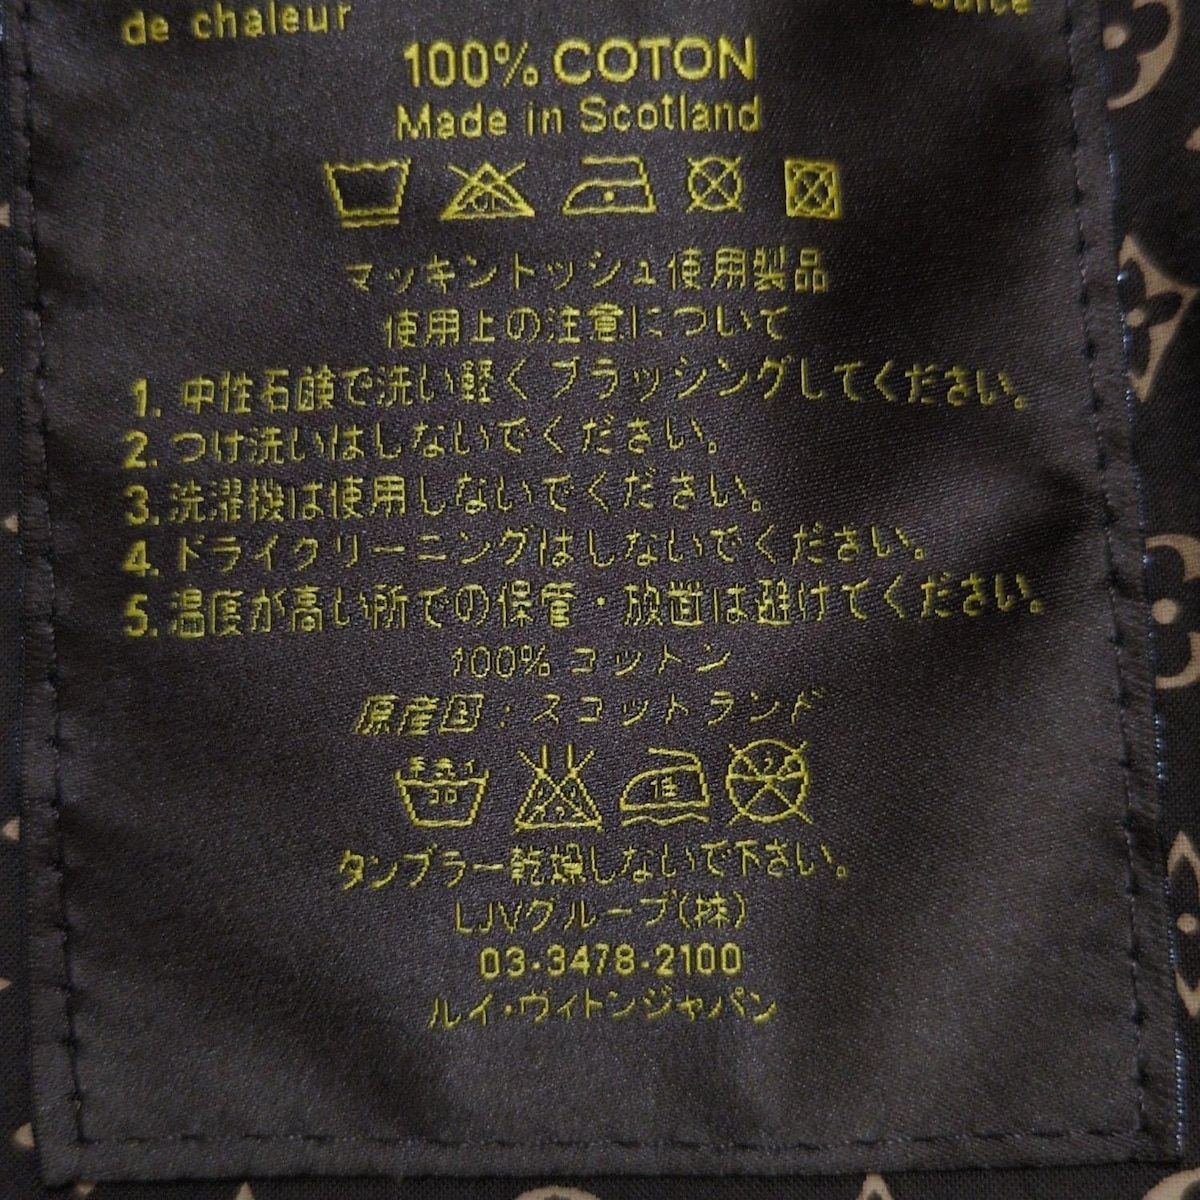 de chaleur source
100% COTON
Made in Scotland
マッキントッシュ使用製品
使用上の注意について
1. 中性石鹸で洗い軽くブラッシングしてください。
2. つけ洗いはしないでください。
3. 洗濯機は使用しないでください。
4. ドライクリーニングはしないでください。
5. 温度が高い所での保管・放置は避けてください。
100% コットン
原産国:スコットランド
手洗イ
30
タンブラー乾燥しないで下さい。
LJVグループ(株)
03-3478-2100
ルイ・ヴィトンジャパン